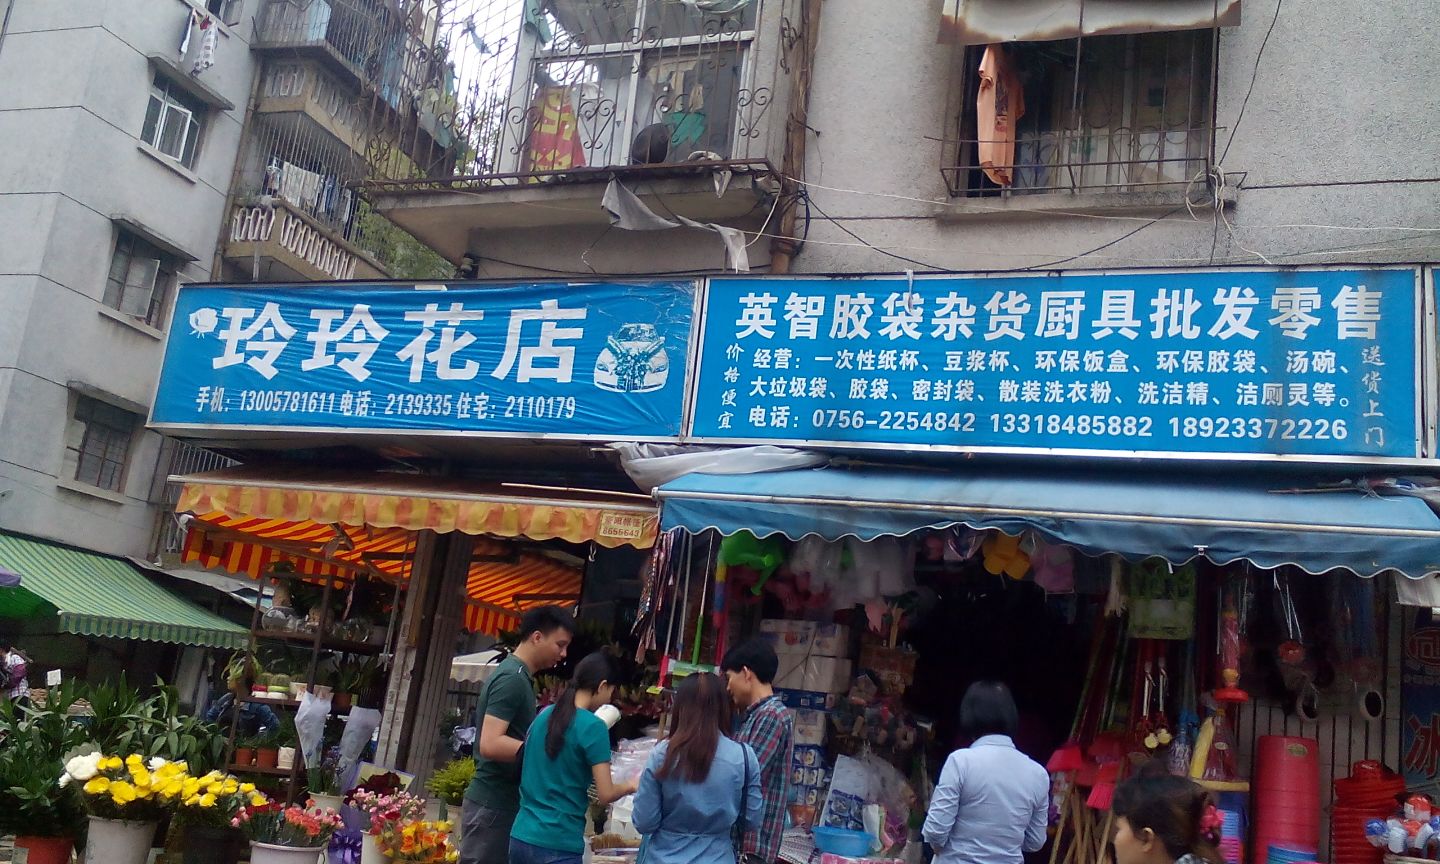 玲玲花店
手机：13005781611 电话：2139335 住宅：2110179
英智胶袋杂货厨具批发零售
价格便宜
经营：一次性纸杯、豆浆杯、环保饭盒、环保胶袋、汤碗、
大垃圾袋、胶袋、密封袋、散装洗衣粉、洗洁精、洁厕灵等。
电话：0756-2254842 13318485882 18923372226
送货上门
冰